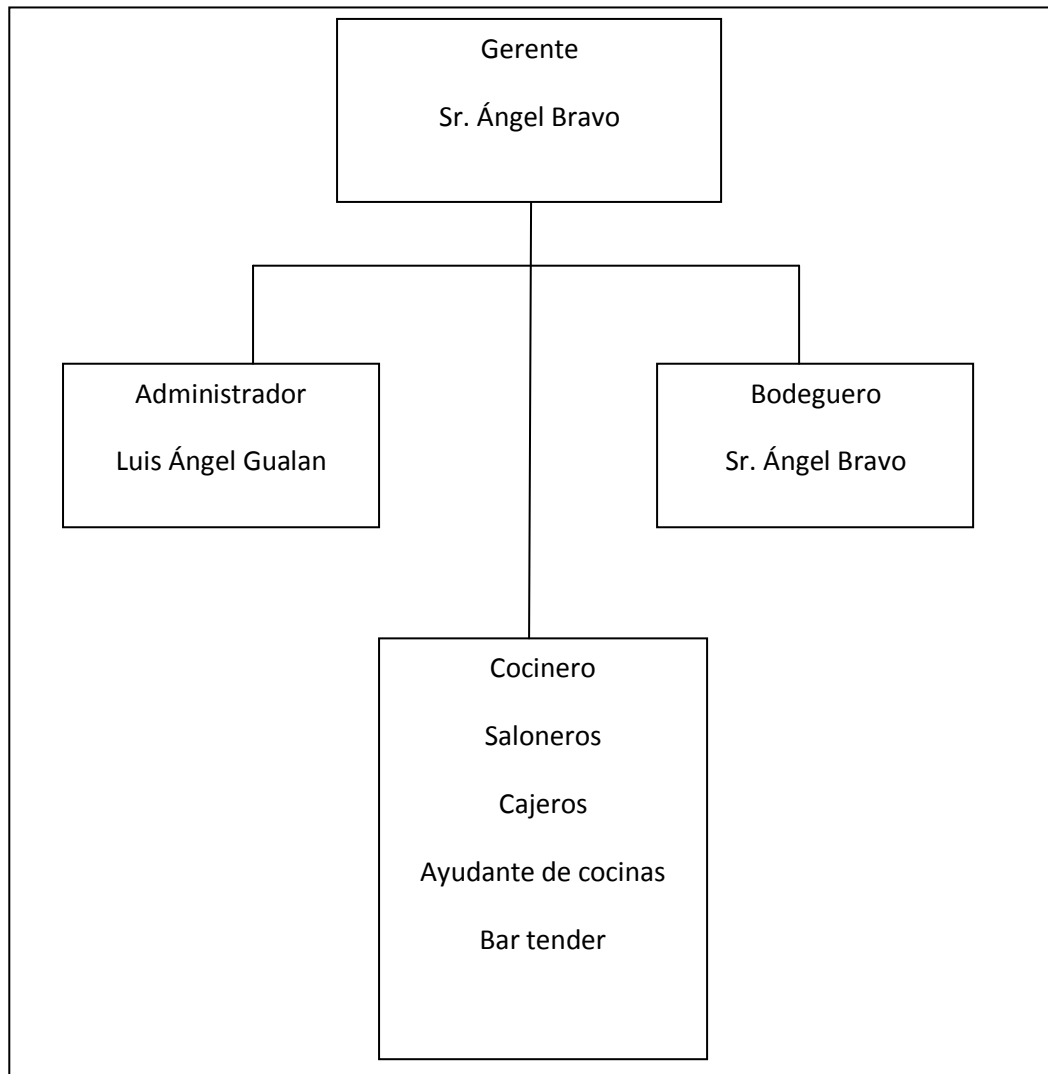 Gerente
Sr. Ángel Bravo
Administrador
Luis Ángel Gualan
Bodeguero
Sr. Ángel Bravo
Cocinero
Saloneros
Cajeros
Ayudante de cocinas
Bar tender